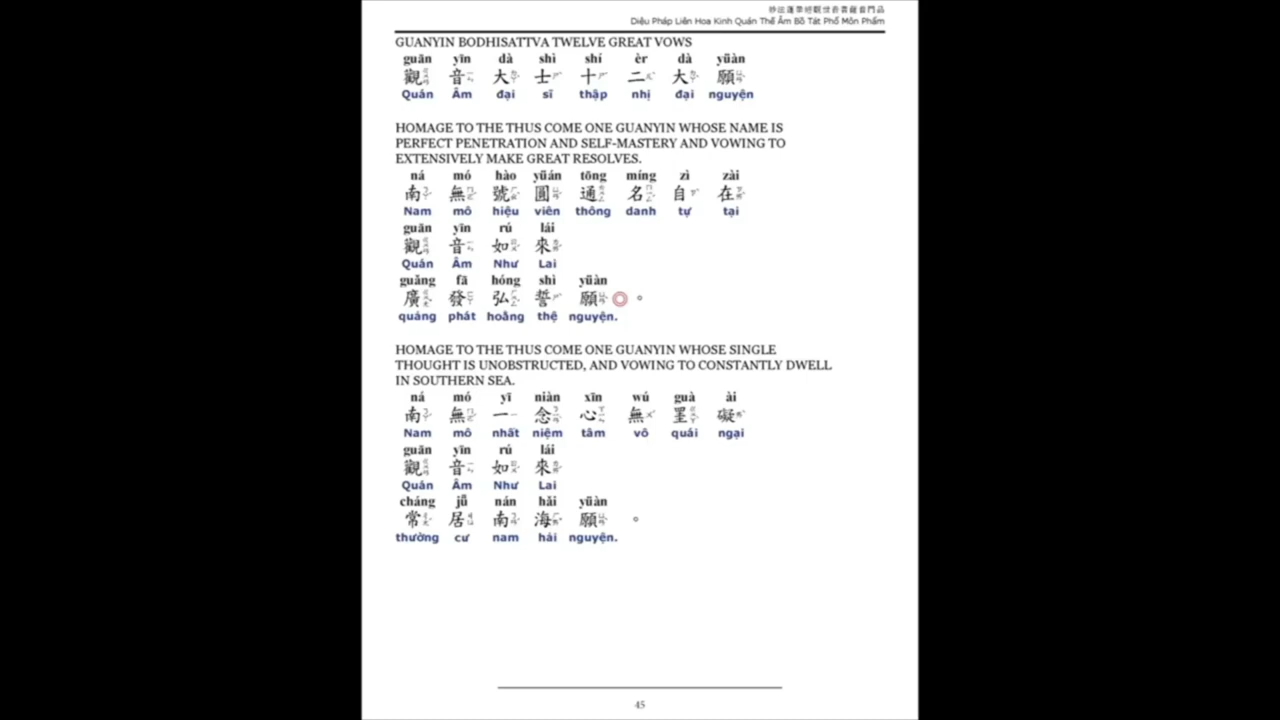 妙法蓮華經觀世音菩薩普門品
Diệu Pháp Liên Hoa Kinh Quán Thế Âm Bồ Tát Phổ Môn Phẩm
GUANYIN BODHISATTVA TWELVE GREAT VOWS
guān yīn dà shì shí èr dà yüàn
觀 音 大 士 十 二 大 願
Quán Âm đại sĩ thập nhị đại nguyện
HOMAGE TO THE THUS COME ONE GUANYIN WHOSE NAME IS
PERFECT PENETRATION AND SELF-MASTERY AND VOWING TO
EXTENSIVELY MAKE GREAT RESOLVES.
ná mó hào yüán tōng míng zì zài
南 無 號 圓 通 名 自 在
Nam mô hiệu viên thông danh tự tại
guān yīn rú lái
觀 音 如 來
Quán Âm Như Lai
guǎng fā hóng shì yüàn
廣 發 弘 誓 願 。
quảng phát hoằng thệ nguyện.
HOMAGE TO THE THUS COME ONE GUANYIN WHOSE SINGLE
THOUGHT IS UNOBSTRUCTED, AND VOWING TO CONSTANTLY DWELL
IN SOUTHERN SEA.
ná mó yī niàn xīn wú guà ài
南 無 一 念 心 無 罣 礙
Nam mô nhất niệm tâm vô quái ngại
guān yīn rú lái
觀 音 如 來
Quán Âm Như Lai
cháng jǖ nán hǎi yüàn
常 居 南 海 願 。
thường cư nam hải nguyện.
45